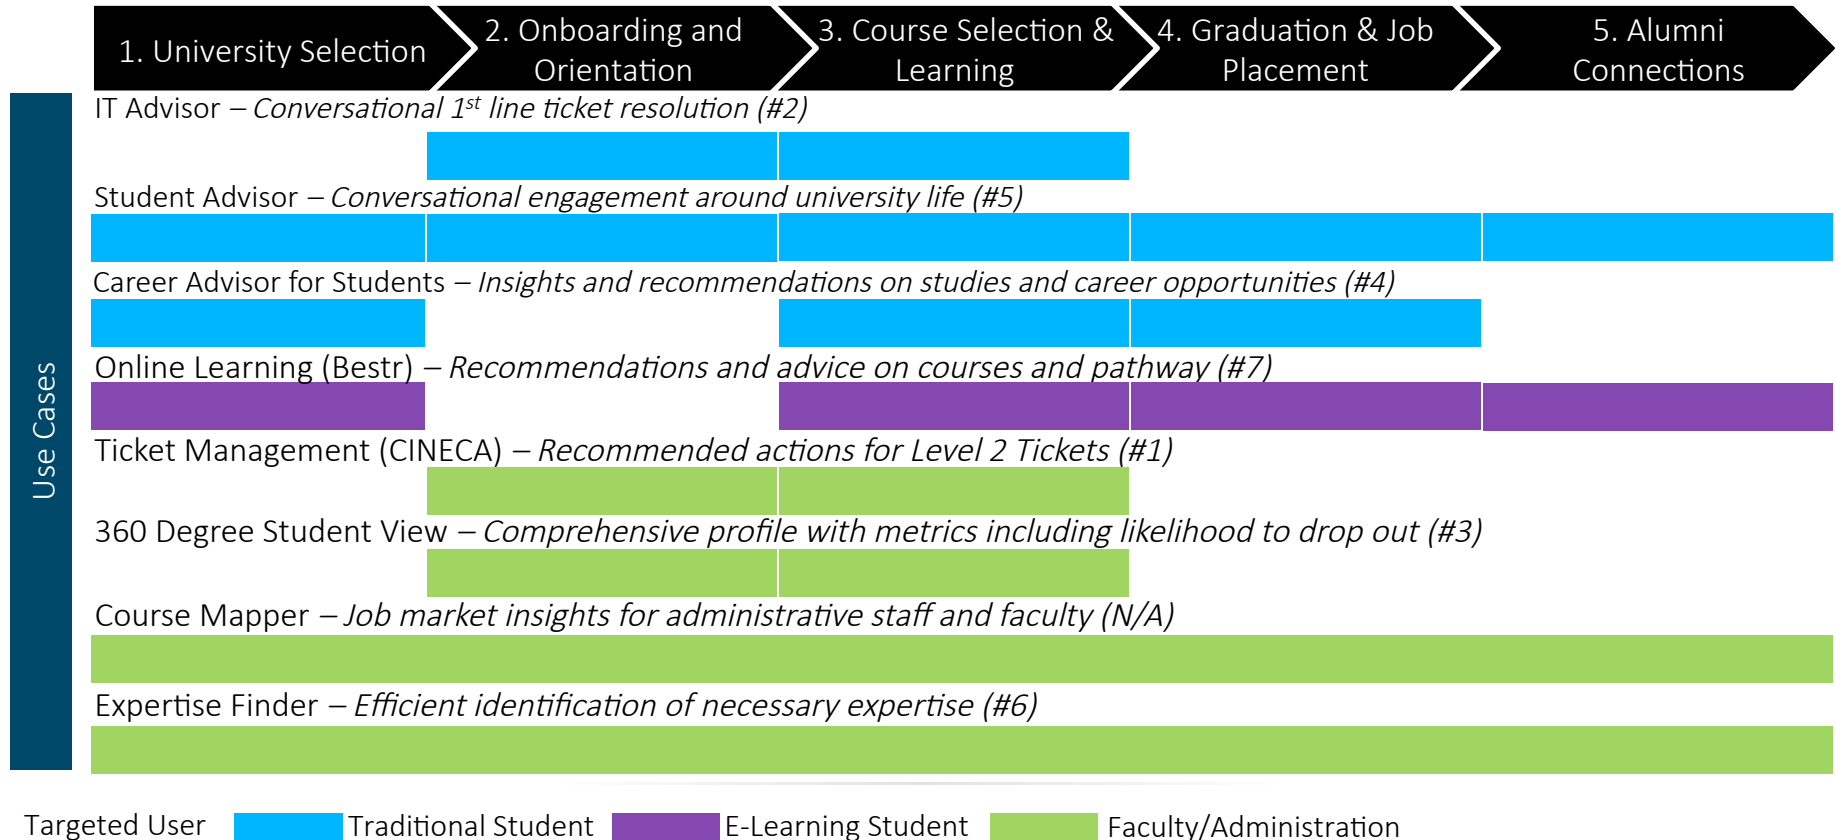 1. University Selection
2. Onboarding and
Orientation
3. Course Selection &
Learning
4. Graduation & Job
Placement
5. Alumni
Connections
Use Cases
IT Advisor – Conversational 1st line ticket resolution (#2)
Student Advisor – Conversational engagement around university life (#5)
Career Advisor for Students – Insights and recommendations on studies and career opportunities (#4)
Online Learning (Bestr) – Recommendations and advice on courses and pathway (#7)
Ticket Management (CINECA) – Recommended actions for Level 2 Tickets (#1)
360 Degree Student View – Comprehensive profile with metrics including likelihood to drop out (#3)
Course Mapper – Job market insights for administrative staff and faculty (N/A)
Expertise Finder – Efficient identification of necessary expertise (#6)
Targeted User
Traditional Student
E-Learning Student
Faculty/Administration